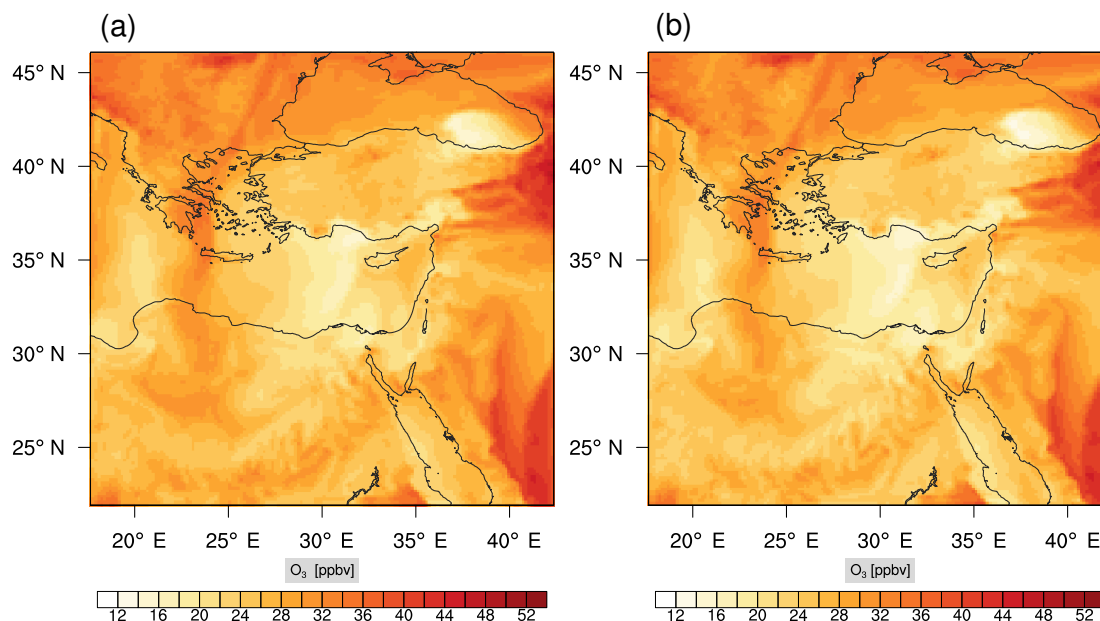 (a) (b)
45° N 45° N
40° N 40° N
35° N 35° N
30° N 30° N
25° N 25° N
20° E 25° E 30° E 35° E 40° E 20° E 25° E 30° E 35° E 40° E
O₃ [ppbv] O₃ [ppbv]
12 16 20 24 28 32 36 40 44 48 52 12 16 20 24 28 32 36 40 44 48 52